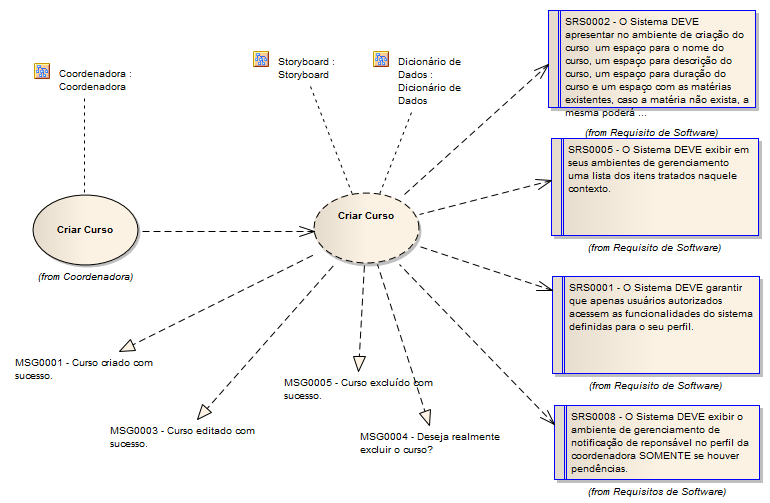 Coordenadora :
Coordenadora
Storyboard :
Storyboard
Dicionário de
Dados :
Dicionário de
Dados
SRS0002 - O Sistema DEVE
apresentar no ambiente de criação do
curso  um espaço para o nome do
curso, um espaço para descrição do
curso, um espaço para duração do
curso e um espaço com as matérias
existentes, caso a matéria não exista, a
mesma poderá ...
(from Requisito de Software)
SRS0005 - O Sistema DEVE exibir em
seus ambientes de gerenciamento
uma lista dos itens tratados naquele
contexto.
(from Requisito de Software)
Criar Curso
(from Coordenadora)
Criar Curso
SRS0001 - O Sistema DEVE garantir
que apenas usuários autorizados
acessem as funcionalidades do sistema
definidas para o seu perfil.
(from Requisito de Software)
MSG0001 - Curso criado com
sucesso.
MSG0003 - Curso editado com
sucesso.
MSG0005 - Curso excluído com
sucesso.
MSG0004 - Deseja realmente
excluir o curso?
SRS0008 - O Sistema DEVE exibir o
ambiente de gerenciamento de
notificação de reponsável no perfil da
coordenadora SOMENTE se houver
pendências.
(from Requisitos de Software)